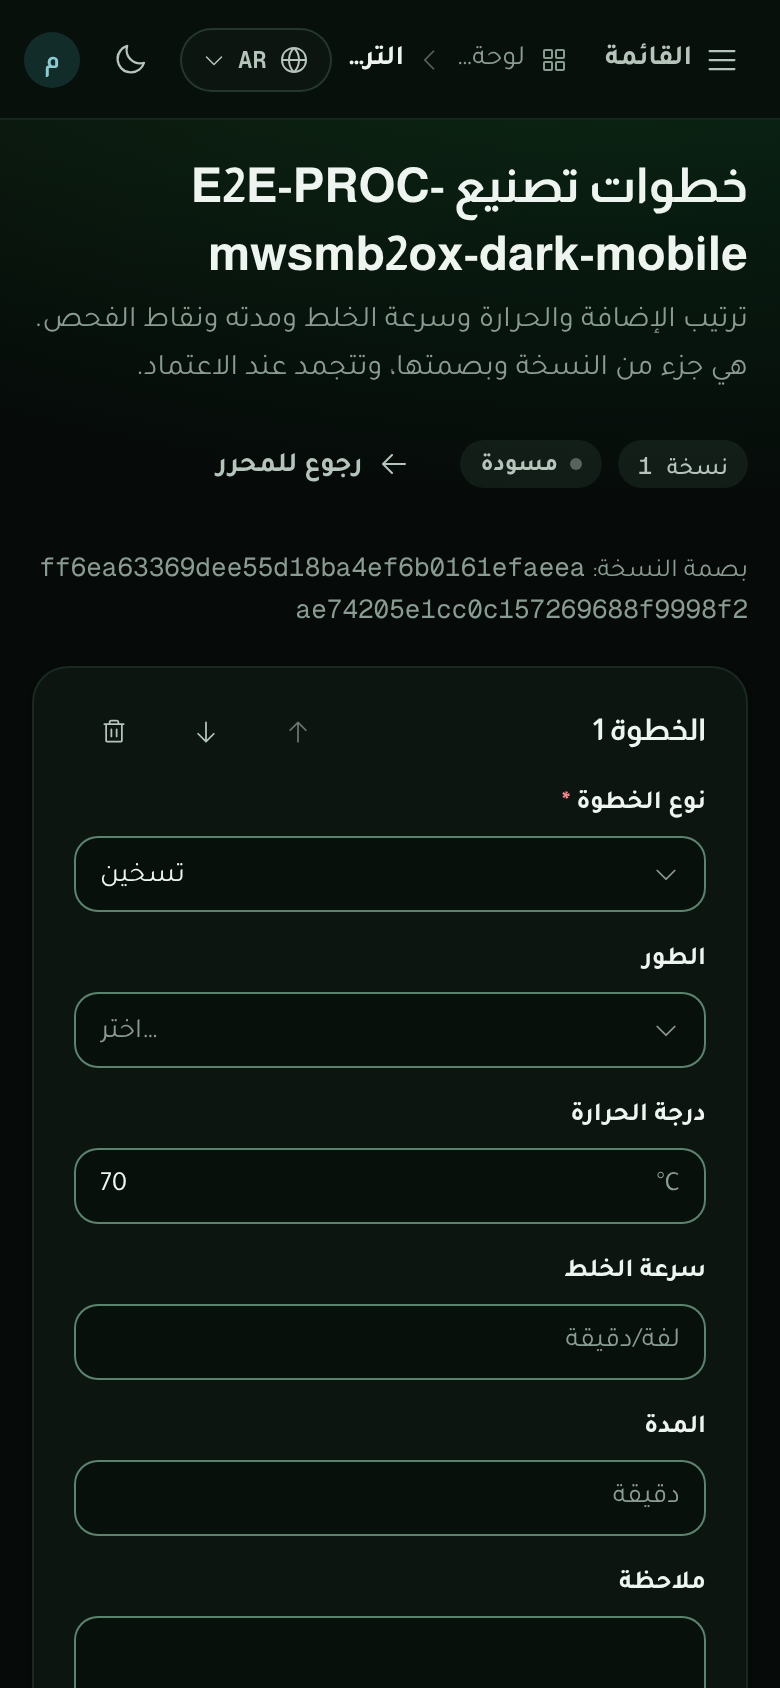 القائمة
لوحة...
التر...
AR
م
خطوات تصنيع E2E-PROC-
mwsmb2ox-dark-mobile
ترتيب الإضافة والحرارة وسرعة الخلط ومدته ونقاط الفحص.
هي جزء من النسخة وبصمتها، وتتجمد عند الاعتماد.
نسخة 1
مسودة
رجوع للمحرر
بصمة النسخة: ff6ea63369dee55d18ba4ef6b0161efaeea
ae74205e1cc0c157269688f9998f2
الخطوة 1
نوع الخطوة *
تسخين
الطور
اختر...
درجة الحرارة
70
°C
سرعة الخلط
لفة/دقيقة
المدة
دقيقة
ملاحظة